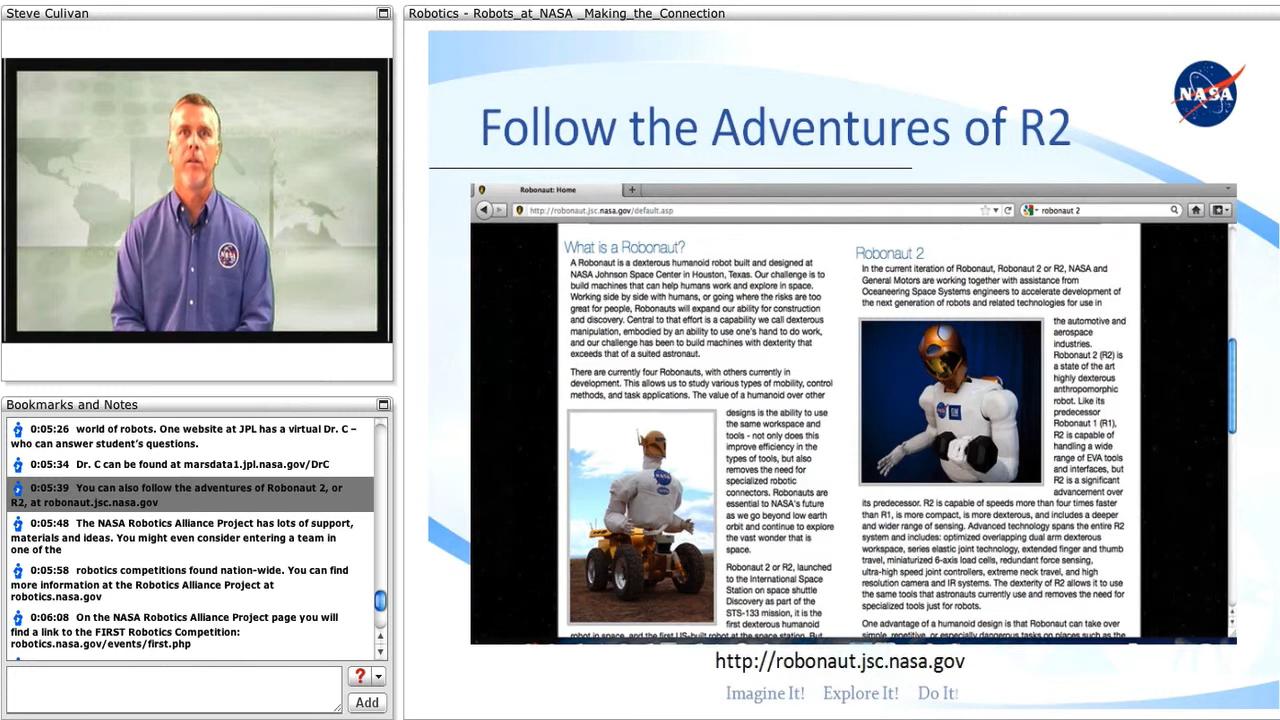 Steve Culivan
Robotics - Robots_at_NASA _Making_the_Connection
NASA
Follow the Adventures of R2
Robonaut: Home
http://robonaut.jsc.nasa.gov/default.asp
robonaut 2
What is a Robonaut?
A Robonaut is a dexterous humanoid robot built and designed at
NASA Johnson Space Center in Houston, Texas. Our challenge is to
build machines that can help humans work and explore in space.
Working side by side with humans, or going where the risks are too
great for people, Robonauts will expand our ability for construction
and discovery. Central to that effort is a capability we call dexterous
manipulation, embodied by an ability to use one's hand to do work,
and our challenge has been to build machines with dexterity that
exceeds that of a suited astronaut.
There are currently four Robonauts, with others currently in
development. This allows us to study various types of mobility, control
methods, and task applications. The value of a humanoid over other
designs is the ability to use
the same workspace and
tools - not only does this
improve efficiency in the
types of tools, but also
removes the need for
specialized robotic
connectors. Robonauts are
essential to NASA's future
as we go beyond low earth
orbit and continue to explore
the vast wonder that is
space.
Robonaut 2 or R2, launched
to the International Space
Station on space shuttle
Discovery as part of the
STS-133 mission, it is the
first dexterous humanoid
robot in space, and the first US-built robot at the space station. But
Robonaut 2
In the current iteration of Robonaut, Robonaut 2 or R2, NASA and
General Motors are working together with assistance from
Oceaneering Space Systems engineers to accelerate development of
the next generation of robots and related technologies for use in
the automotive and
aerospace
industries.
Robonaut 2 (R2) is
a state of the art
highly dexterous
anthropomorphic
robot. Like its
predecessor
Robonaut 1 (R1),
R2 is capable of
handling a wide
range of EVA tools
and interfaces, but
R2 is a significant
advancement over
its predecessor. R2 is capable of speeds more than four times faster
than R1, is more compact, is more dexterous, and includes a deeper
and wider range of sensing. Advanced technology spans the entire R2
system and includes: optimized overlapping dual arm dexterous
workspace, series elastic joint technology, extended finger and thumb
travel, miniaturized 6-axis load cells, redundant force sensing,
ultra-high speed joint controllers, extreme neck travel, and high
resolution camera and IR systems. The dexterity of R2 allows it to use
the same tools that astronauts currently use and removes the need for
specialized tools just for robots.
One advantage of a humanoid design is that Robonaut can take over
simple, repetitive, or especially dangerous tasks on places such as the
GM
http://robonaut.jsc.nasa.gov
Imagine It! Explore It! Do It!
Bookmarks and Notes
0:05:26 world of robots. One website at JPL has a virtual Dr. C –
who can answer student's questions.
0:05:34 Dr. C can be found at marsdata1.jpl.nasa.gov/DrC
0:05:39 You can also follow the adventures of Robonaut 2, or
R2, at robonaut.jsc.nasa.gov
0:05:48 The NASA Robotics Alliance Project has lots of support,
materials and ideas. You might even consider entering a team in
one of the
0:05:58 robotics competitions found nation-wide. You can find
more information at the Robotics Alliance Project at
robotics.nasa.gov
0:06:08 On the NASA Robotics Alliance Project page you will
find a link to the FIRST Robotics Competition:
robotics.nasa.gov/events/first.php
?
Add